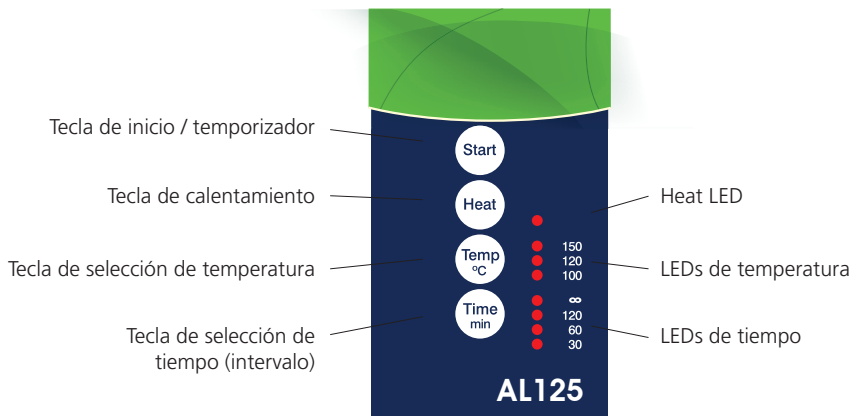 Tecla de inicio / temporizador
Tecla de calentamiento
Tecla de selección de temperatura
Tecla de selección de
tiempo (intervalo)
Start
Heat
Temp
ºC
Time
min
150
120
100
∞
120
60
30
AL125
Heat LED
LEDs de temperatura
LEDs de tiempo